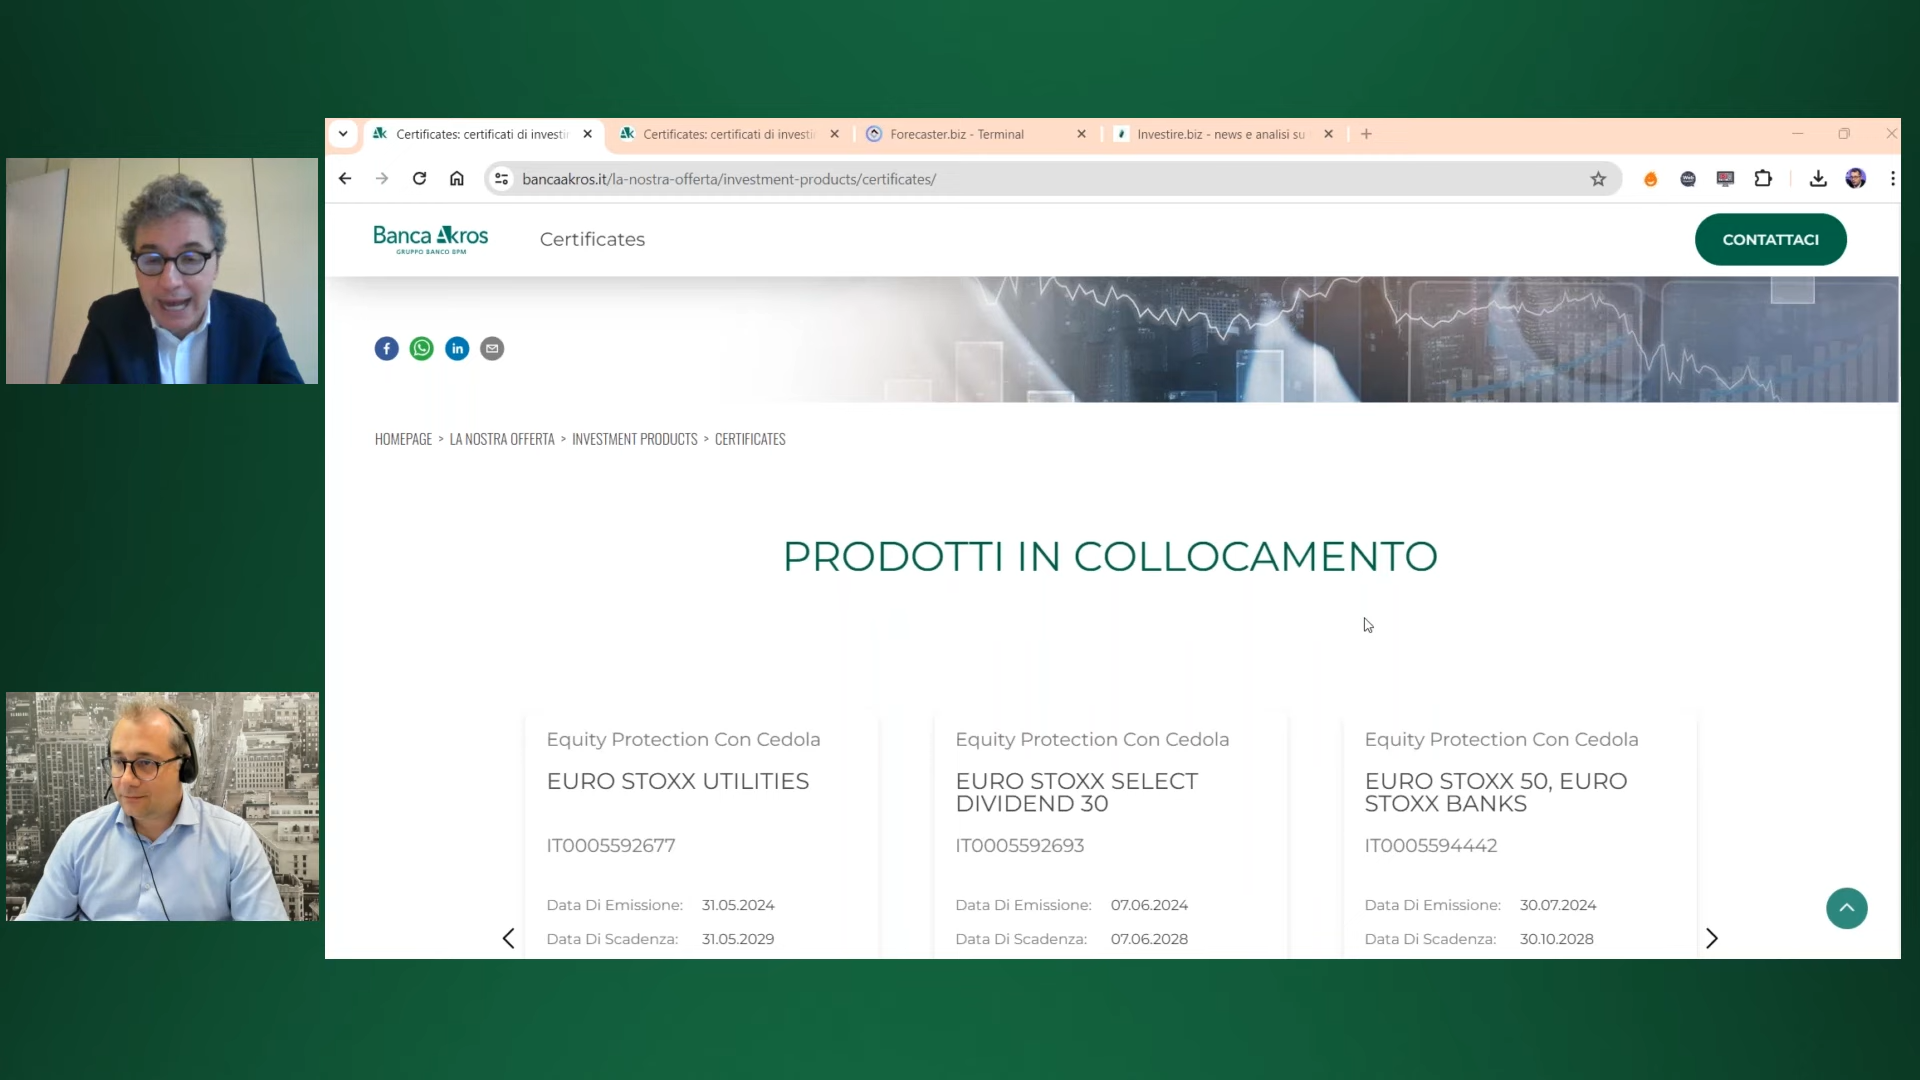 Certificates: certificati di investir
Certificates: certificati di investi
Forecaster.biz - Terminal
Investire.biz - news e analisi su
bancaakros.it/la-nostra-offerta/investment-products/certificates/
Banca Akros
GRUPPO BANCO BPM
Certificates
CONTATTACI
HOMEPAGE > LA NOSTRA OFFERTA > INVESTMENT PRODUCTS > CERTIFICATES
PRODOTTI IN COLLOCAMENTO
Equity Protection Con Cedola
EURO STOXX UTILITIES
IT0005592677
Data Di Emissione: 31.05.2024
Data Di Scadenza: 31.05.2029
Equity Protection Con Cedola
EURO STOXX SELECT
DIVIDEND 30
IT0005592693
Data Di Emissione: 07.06.2024
Data Di Scadenza: 07.06.2028
Equity Protection Con Cedola
EURO STOXX 50, EURO
STOXX BANKS
IT0005594442
Data Di Emissione: 30.07.2024
Data Di Scadenza: 30.10.2028